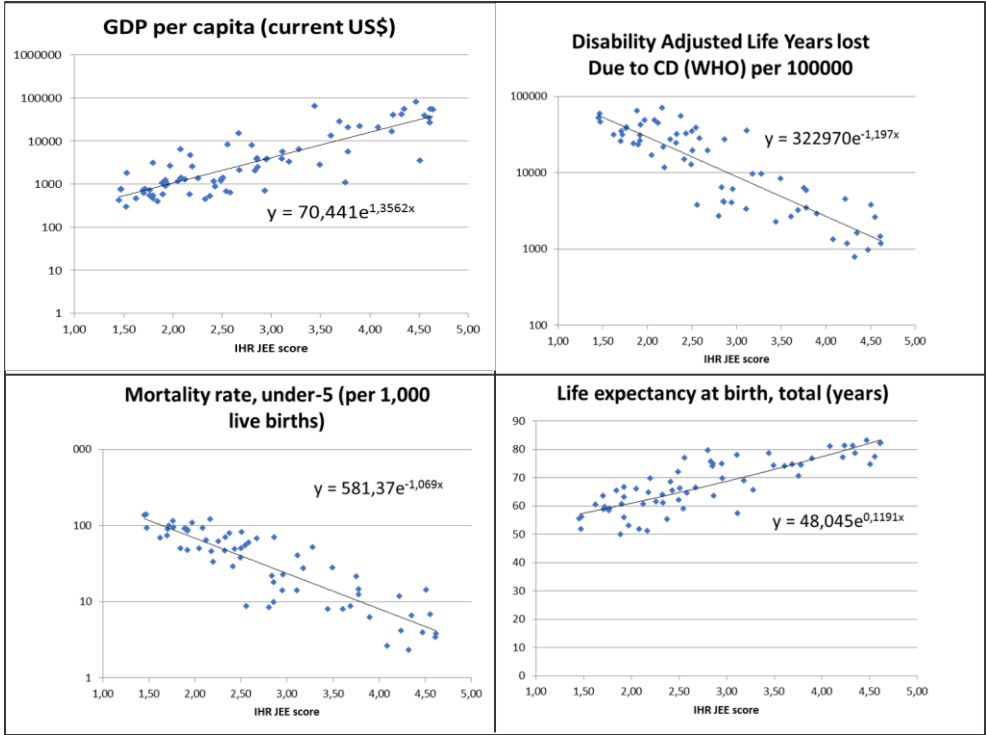 GDP per capita (current US$)
1000000
100000
10000
1000
100
10
1
y = 70,441e^1,3562x
1,00 1,50 2,00 2,50 3,00 3,50 4,00 4,50 5,00
IHR JEE score
Disability Adjusted Life Years lost
Due to CD (WHO) per 100000
100000
10000
1000
100
y = 322970e^-1,197x
1,00 1,50 2,00 2,50 3,00 3,50 4,00 4,50 5,00
IHR JEE score
Mortality rate, under-5 (per 1,000
live births)
000
100
10
1
y = 581,37e^-1,069x
1,00 1,50 2,00 2,50 3,00 3,50 4,00 4,50 5,00
IHR JEE score
Life expectancy at birth, total (years)
90
80
70
60
50
40
30
20
10
0
y = 48,045e^0,1191x
1,00 1,50 2,00 2,50 3,00 3,50 4,00 4,50 5,00
IHR JEE score